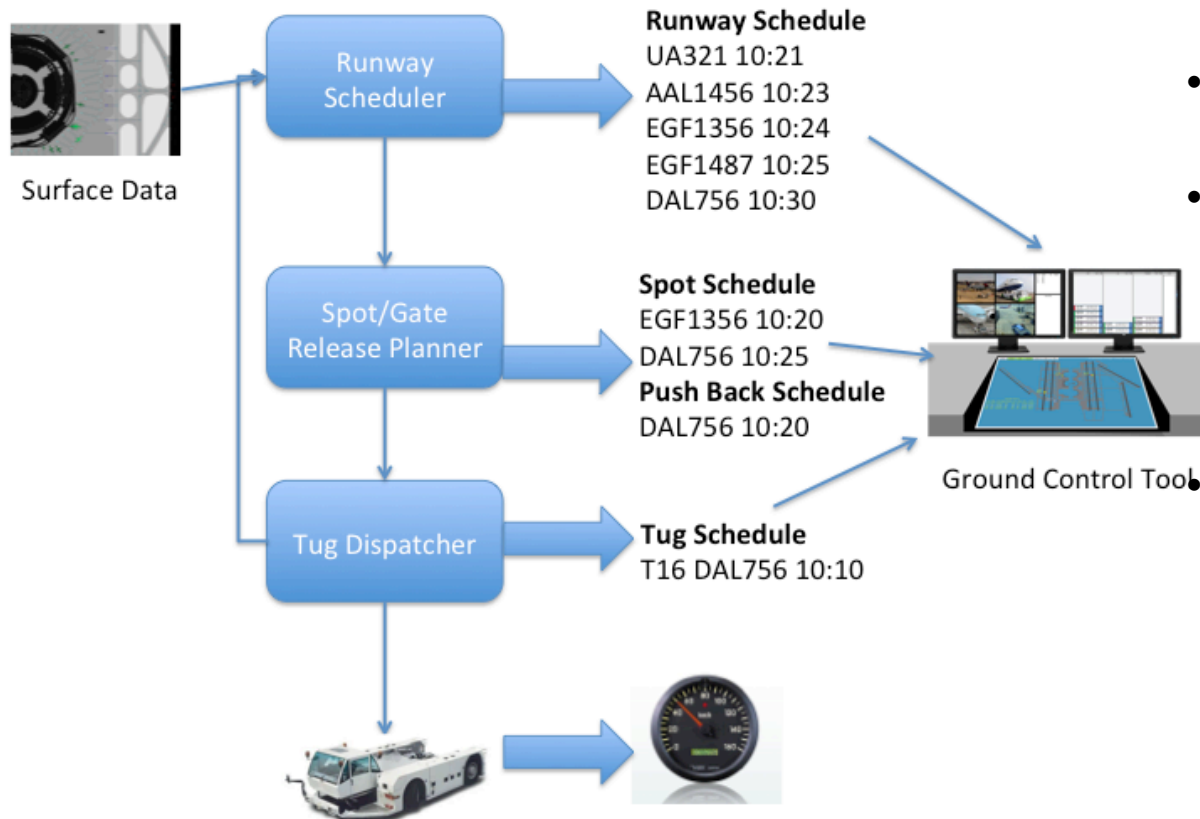 Runway Scheduler
Surface Data
Runway Schedule
UA321 10:21
AAL1456 10:23
EGF1356 10:24
EGF1487 10:25
DAL756 10:30
Spot/Gate
Release Planner
Spot Schedule
EGF1356 10:20
DAL756 10:25
Push Back Schedule
DAL756 10:20
Ground Control Tool
Tug Dispatcher
Tug Schedule
T16 DAL756 10:10